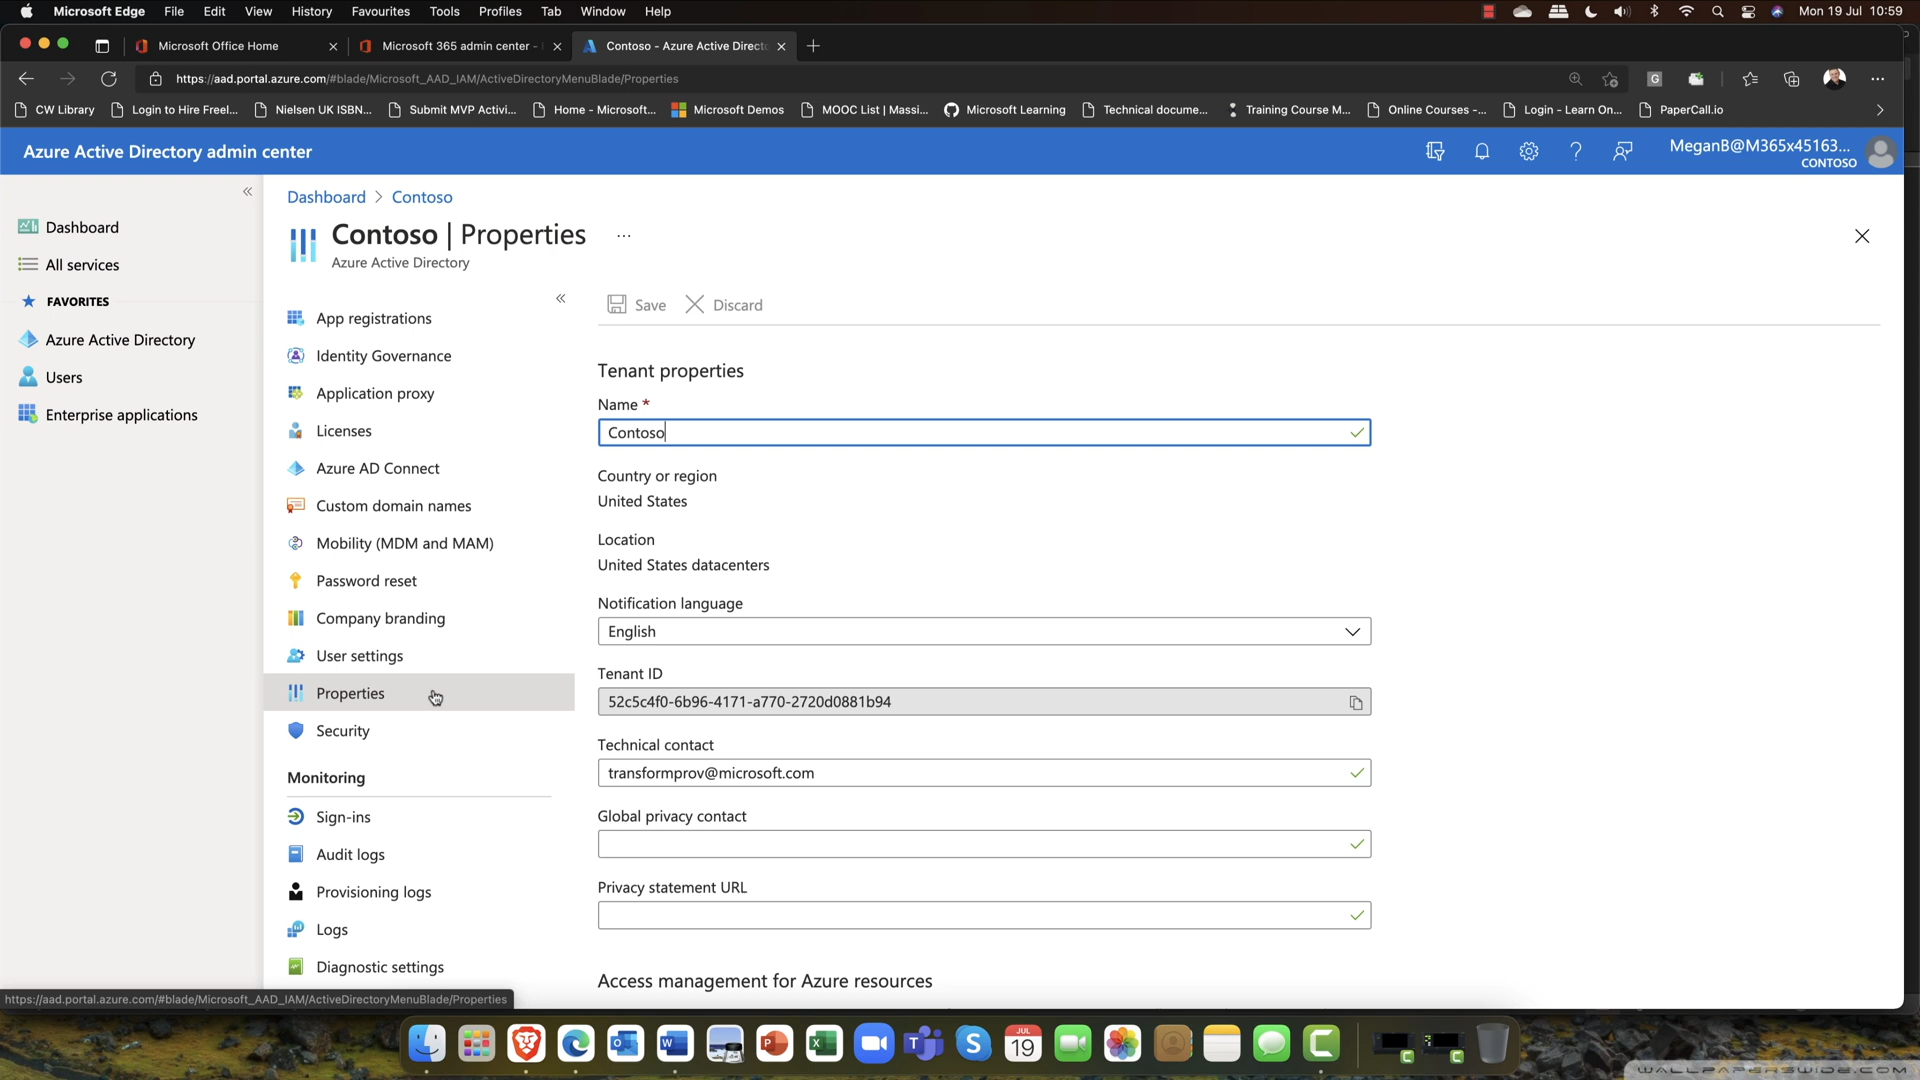 Microsoft Edge File Edit View History Favourites Tools Profiles Tab Window Help Mon 19 Jul 10:59
Microsoft Office Home Microsoft 365 admin center - Contoso - Azure Active Direct
https://aad.portal.azure.com/#blade/Microsoft_AAD_IAM/ActiveDirectoryMenuBlade/Properties
CW Library Login to Hire Freel... Nielsen UK ISBN... Submit MVP Activi... Home - Microsoft... Microsoft Demos MOOC List | Massi... Microsoft Learning Technical docume... Training Course M... Online Courses -... Login - Learn On... PaperCall.io
Azure Active Directory admin center
MeganB@M365x45163...
CONTOSO
Dashboard
All services
FAVORITES
Azure Active Directory
Users
Enterprise applications
Dashboard > Contoso
Contoso | Properties ...
Azure Active Directory
App registrations
Identity Governance
Application proxy
Licenses
Azure AD Connect
Custom domain names
Mobility (MDM and MAM)
Password reset
Company branding
User settings
Properties
Security
Monitoring
Sign-ins
Audit logs
Provisioning logs
Logs
Diagnostic settings
Save Discard
Tenant properties
Name *
Contoso
Country or region
United States
Location
United States datacenters
Notification language
English
Tenant ID
52c5c4f0-6b96-4171-a770-2720d0881b94
Technical contact
transformprov@microsoft.com
Global privacy contact
Privacy statement URL
Access management for Azure resources
https://aad.portal.azure.com/#blade/Microsoft_AAD_IAM/ActiveDirectoryMenuBlade/Properties
JUL
19
WALLPAPERSWIDE.COM